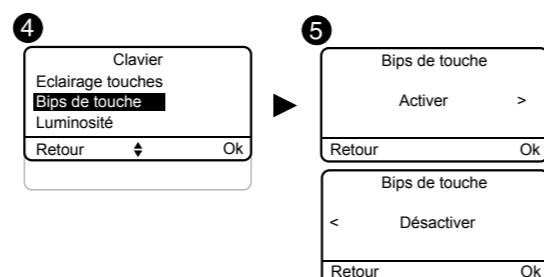 4
Clavier
Eclairage touches
Bips de touche
Luminosité
Retour Ok
5
Bips de touche
Activer >
Retour Ok
Bips de touche
< Désactiver
Retour Ok